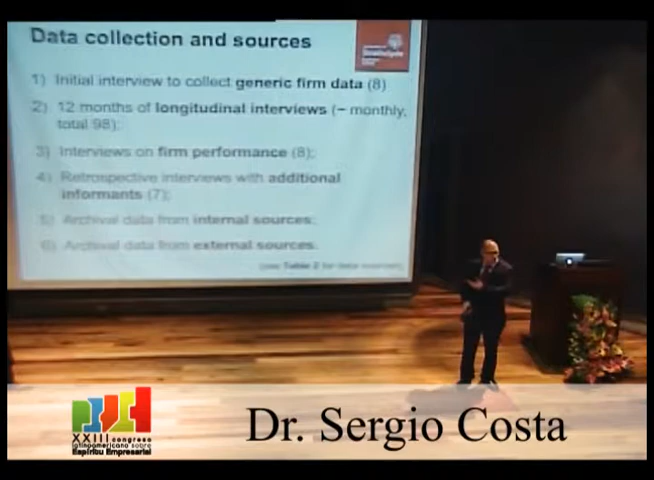 Data collection and sources
1) Initial interview to collect generic firm data (8)
2) 12 months of longitudinal interviews (~ monthly,
total 98);
3) Interviews on firm performance (8);
4) Retrospective interviews with additional
informants (7);
5) Archival data from internal sources;
6) Archival data from external sources.
XXIII congreso
latinoamericano sobre
Espíritu Empresarial
Dr. Sergio Costa